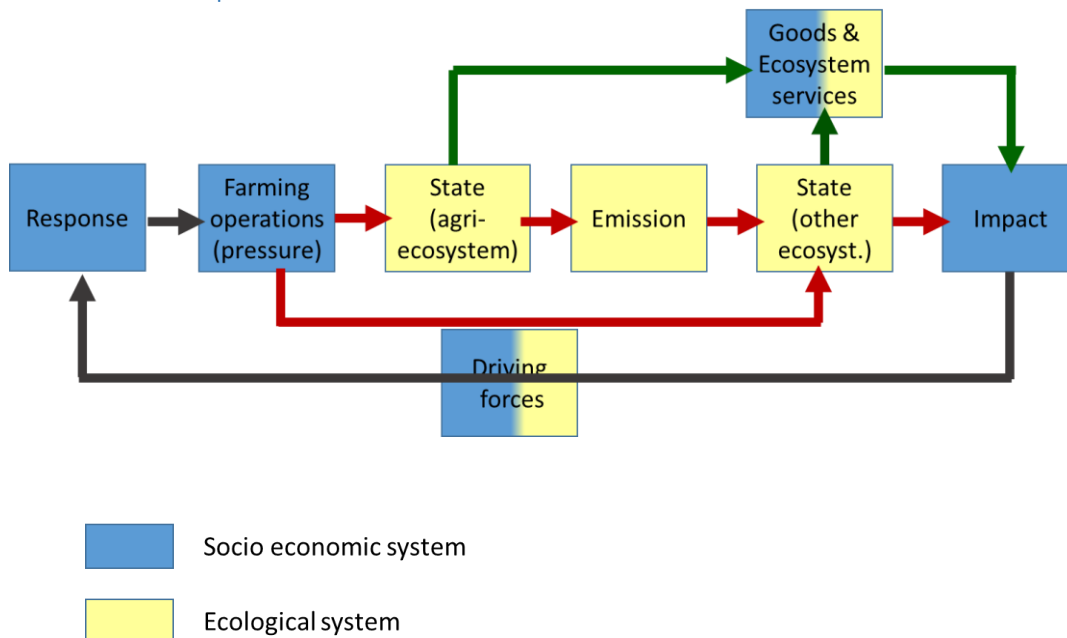 Goods &
Ecosystem
services
Response
Farming
operations
(pressure)
State
(agri-
ecosystem)
Emission
State
(other
ecosyst.)
Impact
Driving
forces
Socio economic system
Ecological system